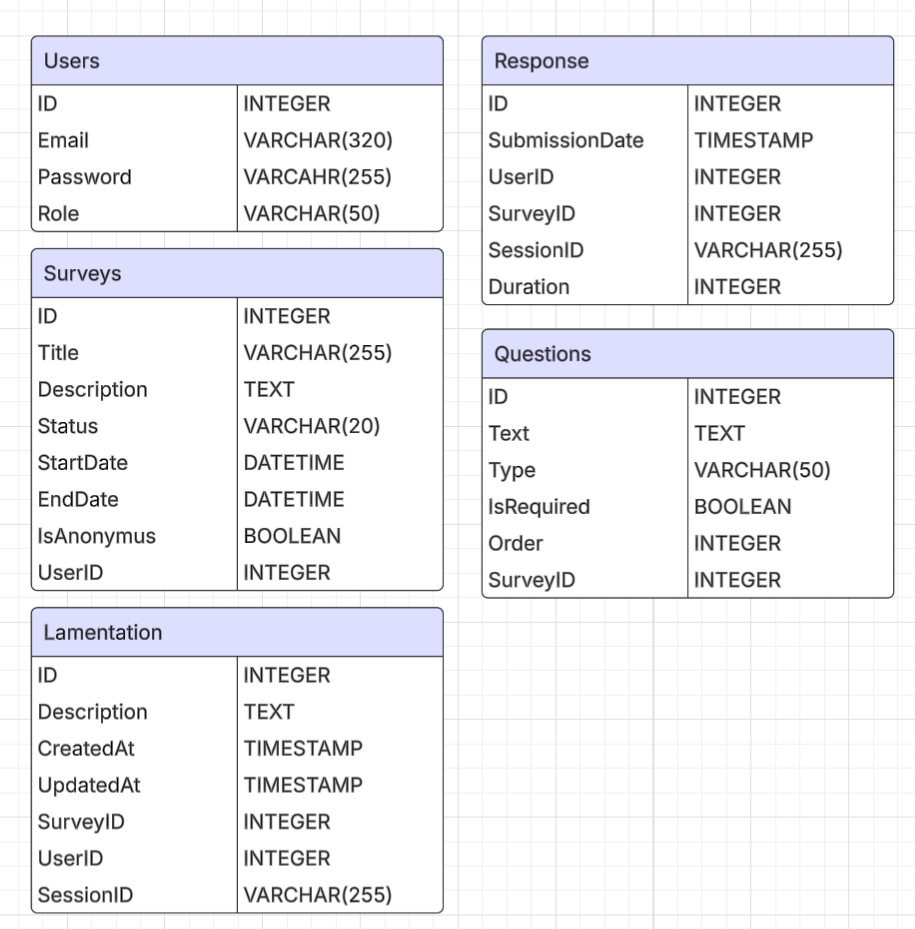 Users
ID INTEGER
Email VARCHAR(320)
Password VARCAHR(255)
Role VARCHAR(50)
Surveys
ID INTEGER
Title VARCHAR(255)
Description TEXT
Status VARCHAR(20)
StartDate DATETIME
EndDate DATETIME
IsAnonymus BOOLEAN
UserID INTEGER
Lamentation
ID INTEGER
Description TEXT
CreatedAt TIMESTAMP
UpdatedAt TIMESTAMP
SurveyID INTEGER
UserID INTEGER
SessionID VARCHAR(255)
Response
ID INTEGER
SubmissionDate TIMESTAMP
UserID INTEGER
SurveyID INTEGER
SessionID VARCHAR(255)
Duration INTEGER
Questions
ID INTEGER
Text TEXT
Type VARCHAR(50)
IsRequired BOOLEAN
Order INTEGER
SurveyID INTEGER